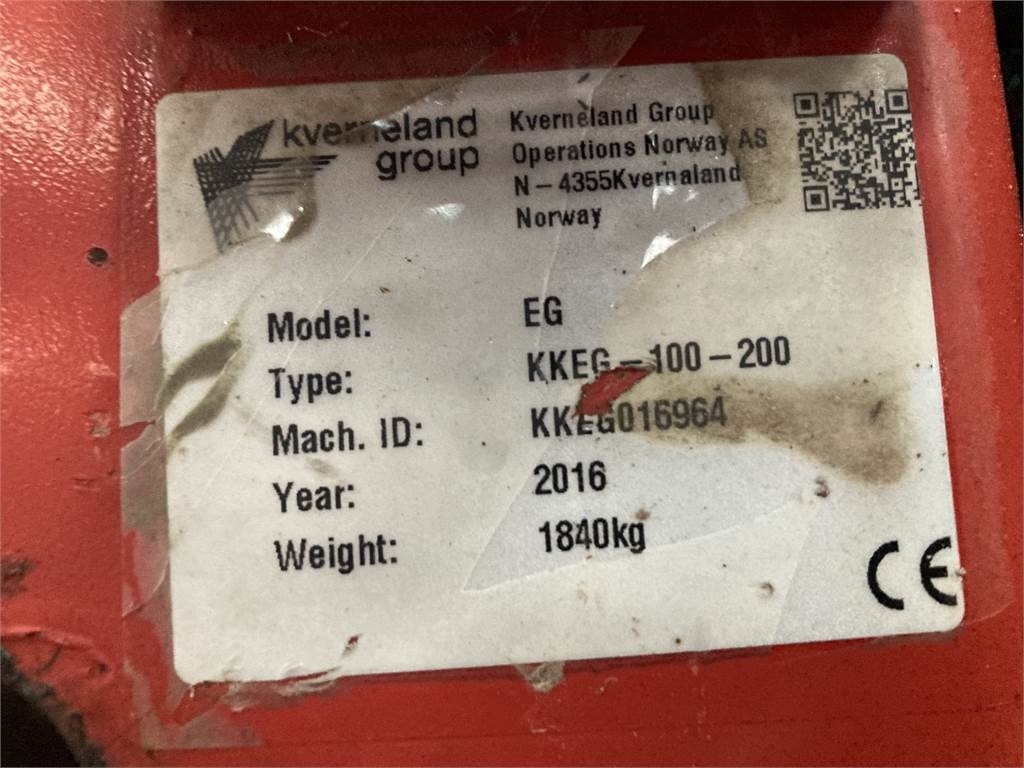 kverneland
group
Kverneland Group
Operations Norway AS
N-4355Kvernaland
Norway
Model: EG
Type: KKEG-100-200
Mach. ID: KKEG016964
Year: 2016
Weight: 1840kg
CE